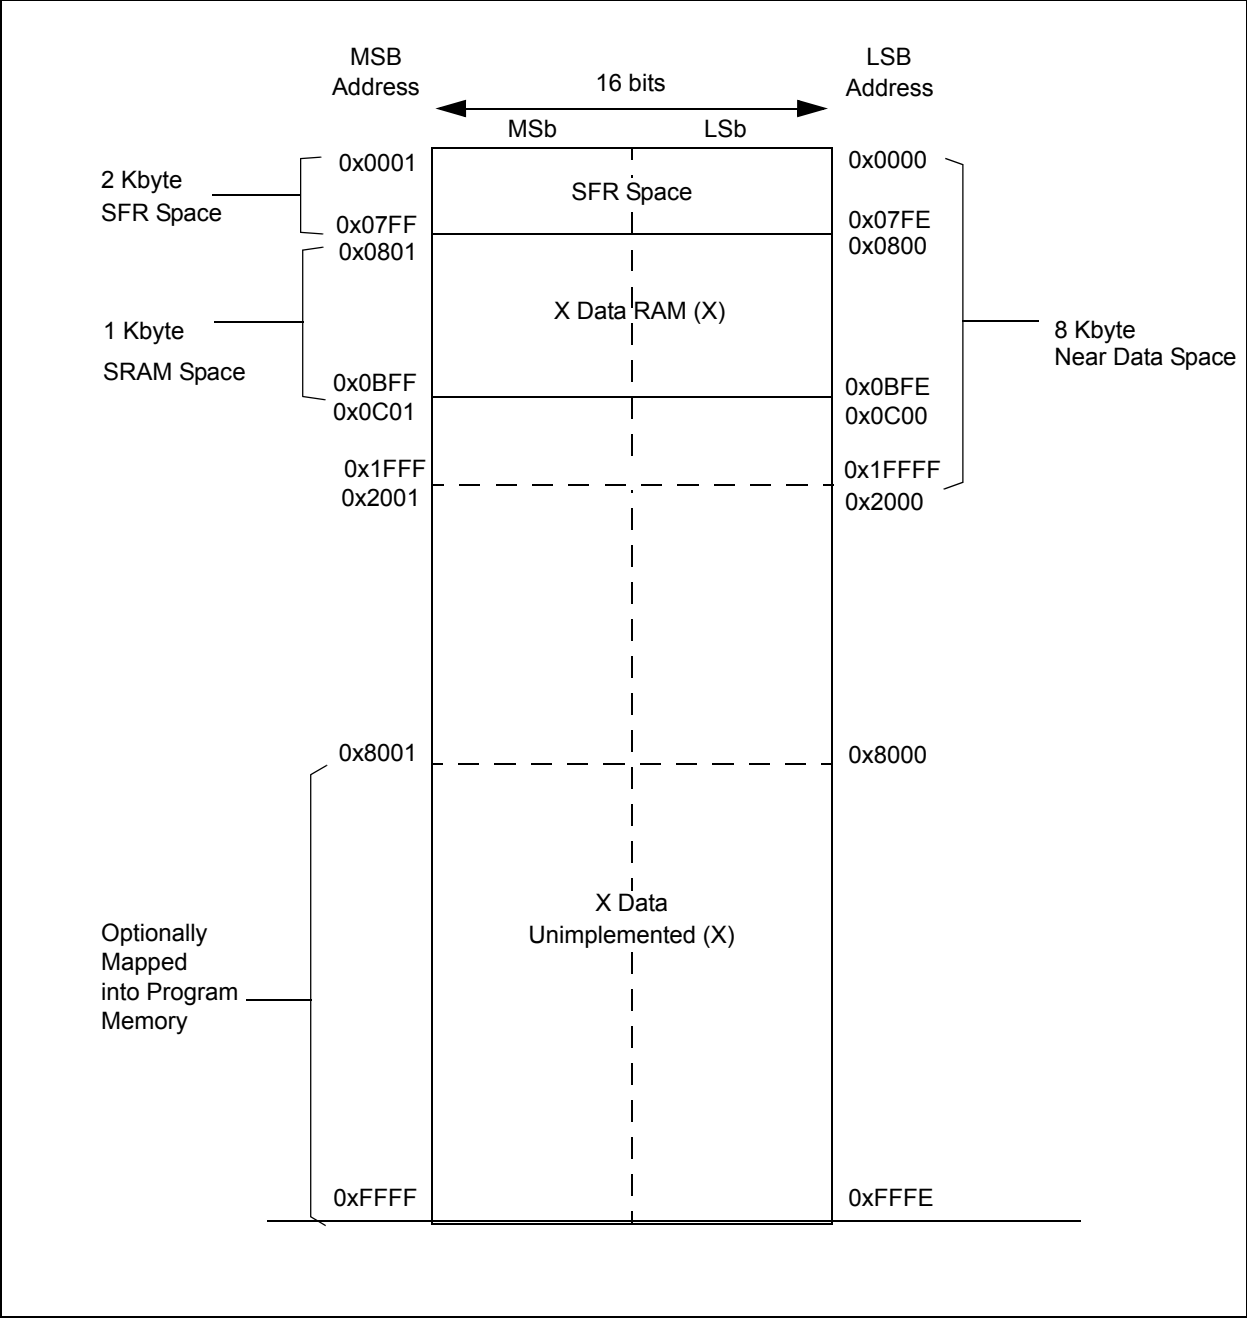 MSB
Address
16 bits
LSB
Address
MSb
LSb
2 Kbyte
SFR Space
0x0001
0x07FF
0x0801
SFR Space
0x0000
0x07FE
0x0800
1 Kbyte
SRAM Space
X Data RAM (X)
8 Kbyte
Near Data Space
0x0BFF
0x0C01
0x0BFE
0x0C00
0x1FFF
0x2001
0x1FFFF
0x2000
0x8001
0x8000
X Data
Unimplemented (X)
Optionally
Mapped
into Program
Memory
0xFFFF
0xFFFE